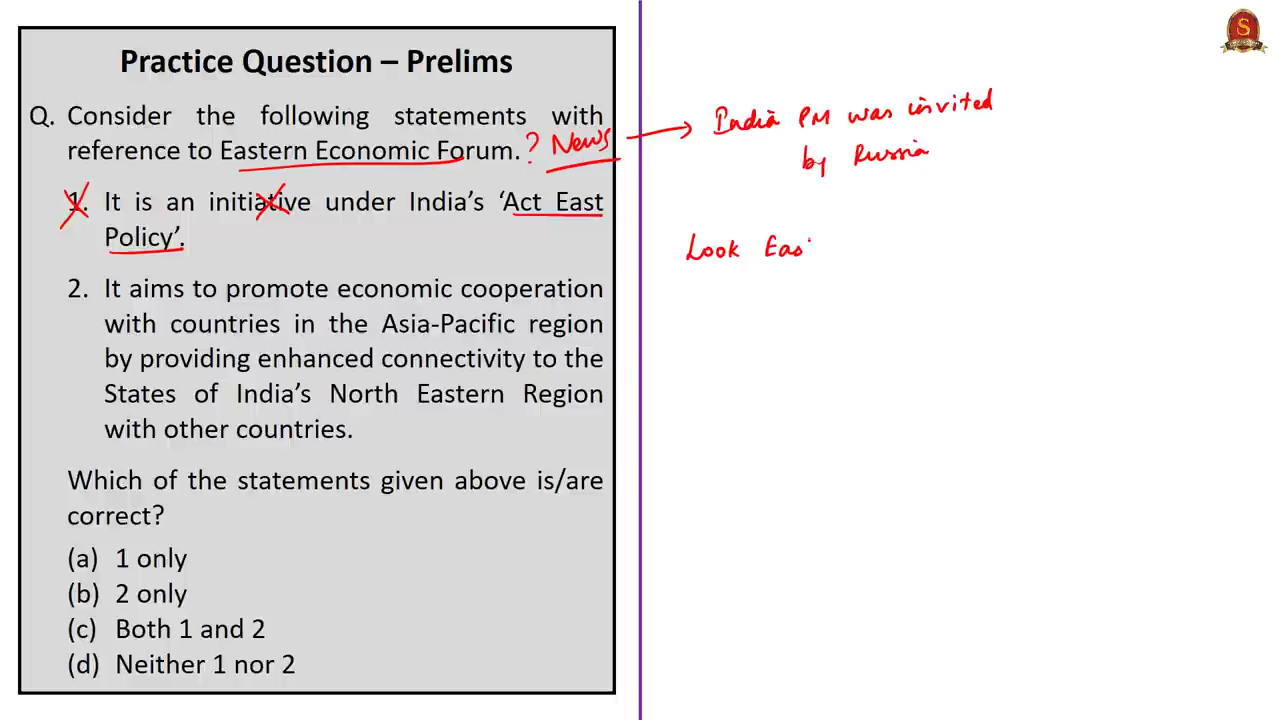 Practice Question – Prelims
Q. Consider the following statements with
reference to Eastern Economic Forum. ? News
1. It is an initiative under India's ‘Act East
Policy’.
2. It aims to promote economic cooperation
with countries in the Asia-Pacific region
by providing enhanced connectivity to the
States of India’s North Eastern Region
with other countries.
Which of the statements given above is/are
correct?
(a) 1 only
(b) 2 only
(c) Both 1 and 2
(d) Neither 1 nor 2
India PM was invited
by Russia
Look Eas
S